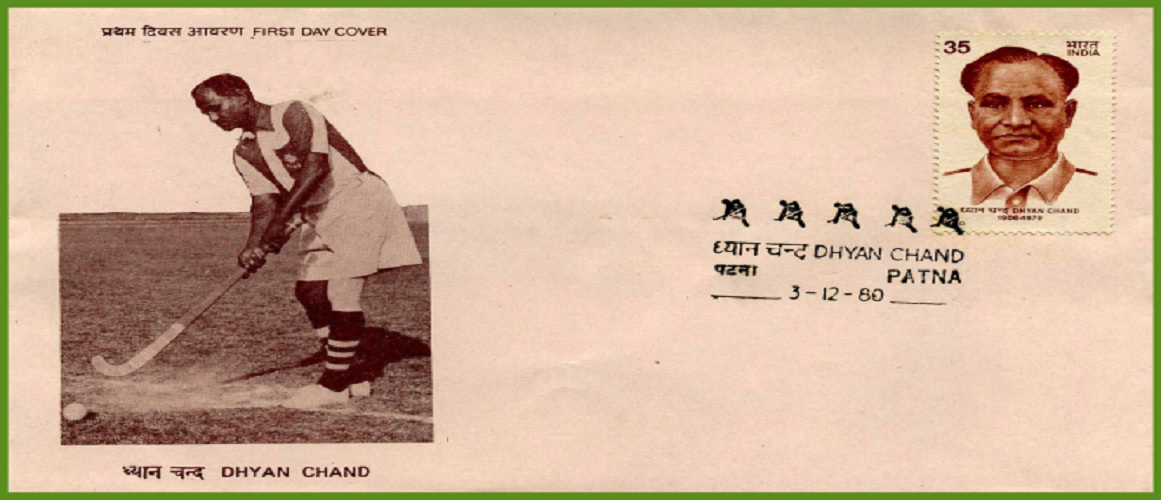 प्रथम दिवस आवरण FIRST DAY COVER
35
भारत
INDIA
ध्यान चन्द DHYAN CHAND
1906-1979
ध्यान चन्द DHYAN CHAND
पटना PATNA
3-12-80
ध्यान चन्द DHYAN CHAND